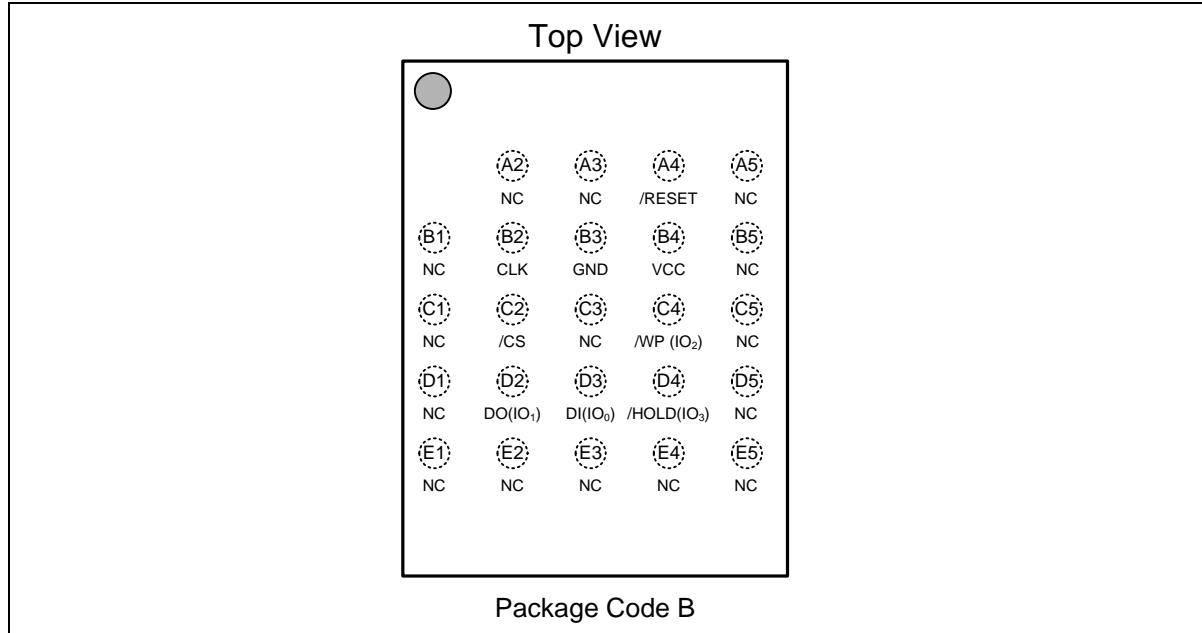 Top View
A2 A3 A4 A5
NC NC /RESET NC
B1 B2 B3 B4 B5
NC CLK GND VCC NC
C1 C2 C3 C4 C5
NC /CS NC /WP (IO₂) NC
D1 D2 D3 D4 D5
NC DO(IO₁) DI(IO₀) /HOLD(IO₃) NC
E1 E2 E3 E4 E5
NC NC NC NC NC
Package Code B